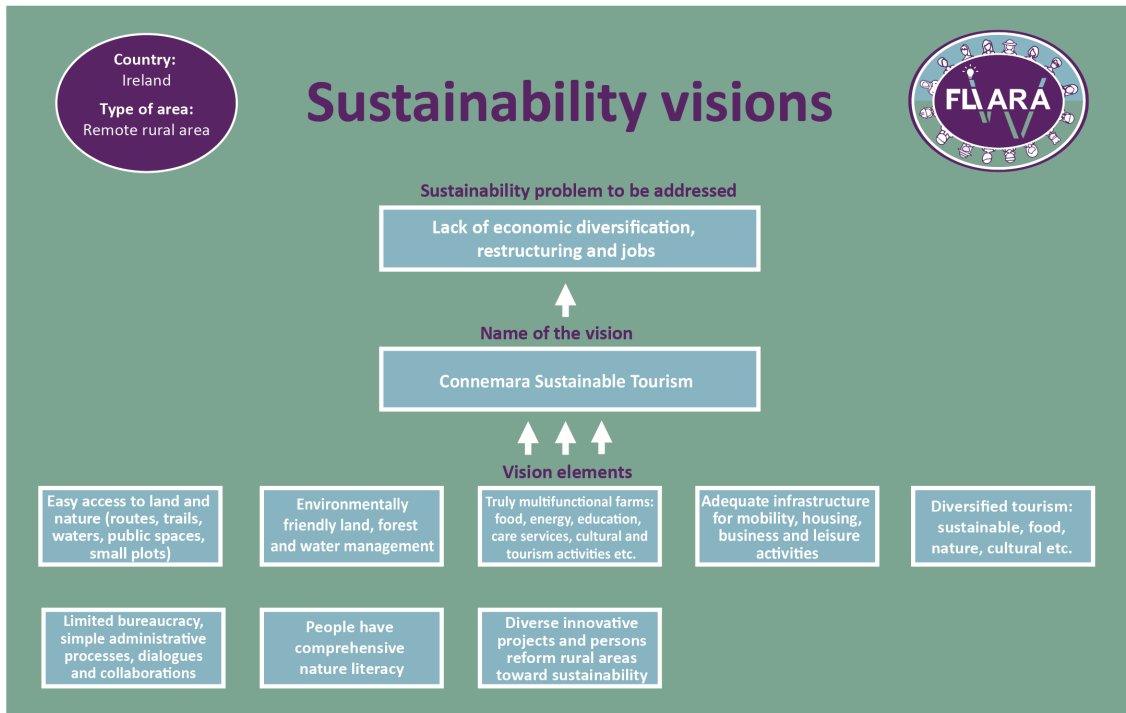 Country:
Ireland
Type of area:
Remote rural area
Sustainability visions
FLIARA
Sustainability problem to be addressed
Lack of economic diversification,
restructuring and jobs
Name of the vision
Connemara Sustainable Tourism
Vision elements
Easy access to land and
nature (routes, trails,
waters, public spaces,
small plots)
Environmentally
friendly land, forest
and water management
Truly multifunctional farms:
food, energy, education,
care services, cultural and
tourism activities etc.
Adequate infrastructure
for mobility, housing,
business and leisure
activities
Diversified tourism:
sustainable, food,
nature, cultural etc.
Limited bureaucracy,
simple administrative
processes, dialogues
and collaborations
People have
comprehensive
nature literacy
Diverse innovative
projects and persons
reform rural areas
toward sustainability